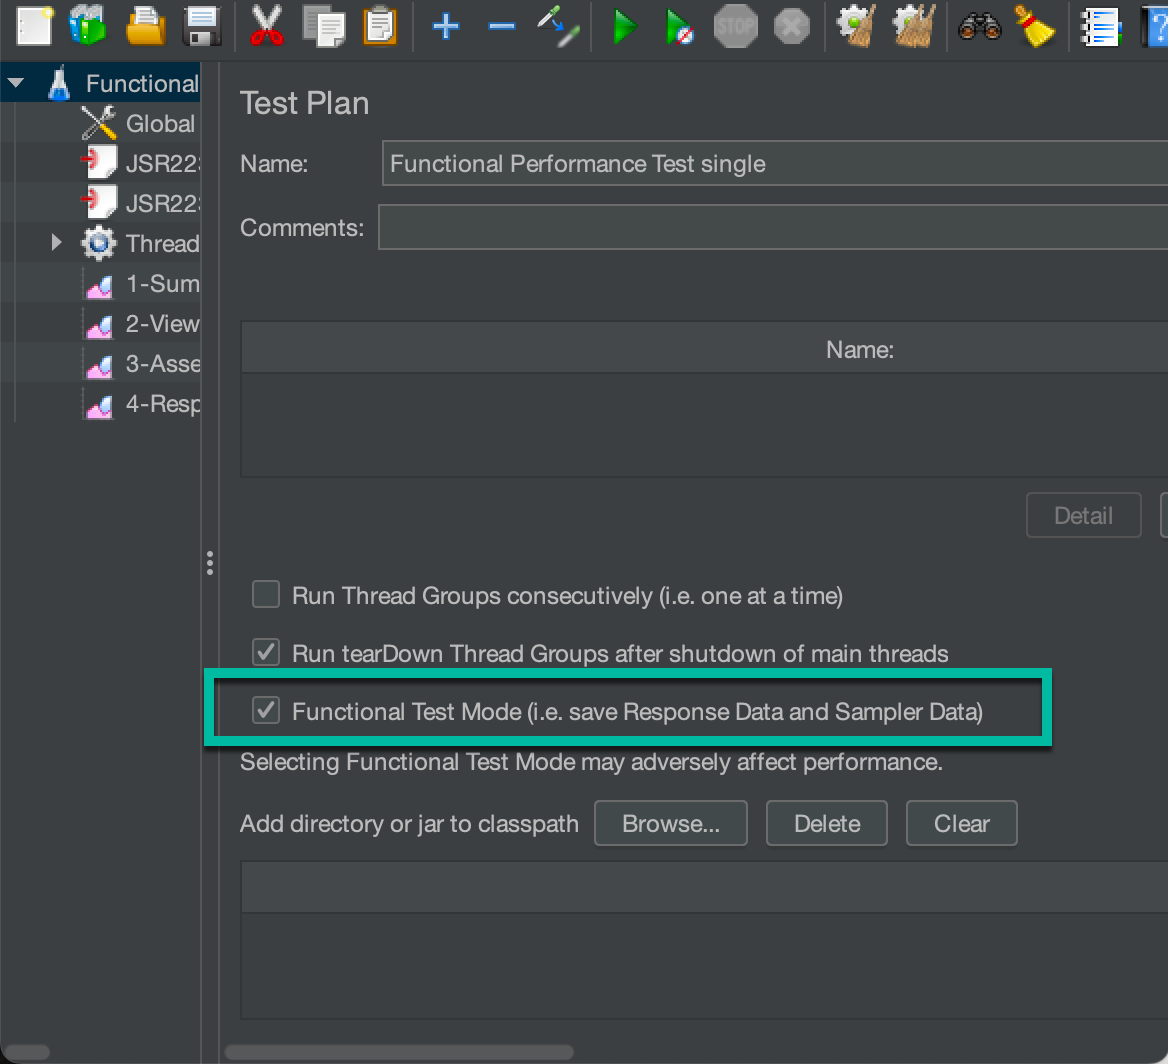 STOP
Functional
Global
JSR22
JSR22
Thread
1-Sum
2-View
3-Asse
4-Resp
Test Plan
Name: Functional Performance Test single
Comments:
Name:
Detail
Run Thread Groups consecutively (i.e. one at a time)
Run tearDown Thread Groups after shutdown of main threads
Functional Test Mode (i.e. save Response Data and Sampler Data)
Selecting Functional Test Mode may adversely affect performance.
Add directory or jar to classpath Browse... Delete Clear